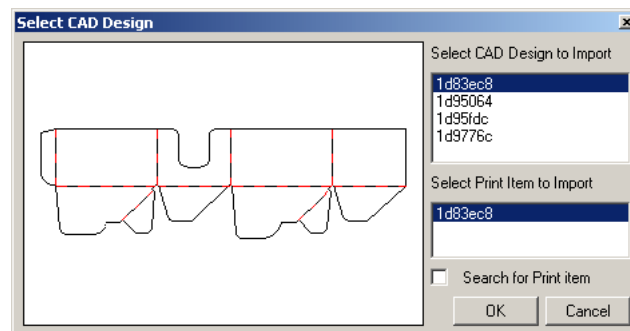 Select CAD Design
Select CAD Design to Import
1d83ec8
1d95064
1d95fdc
1d9776c
Select Print Item to Import
1d83ec8
Search for Print item
OK
Cancel